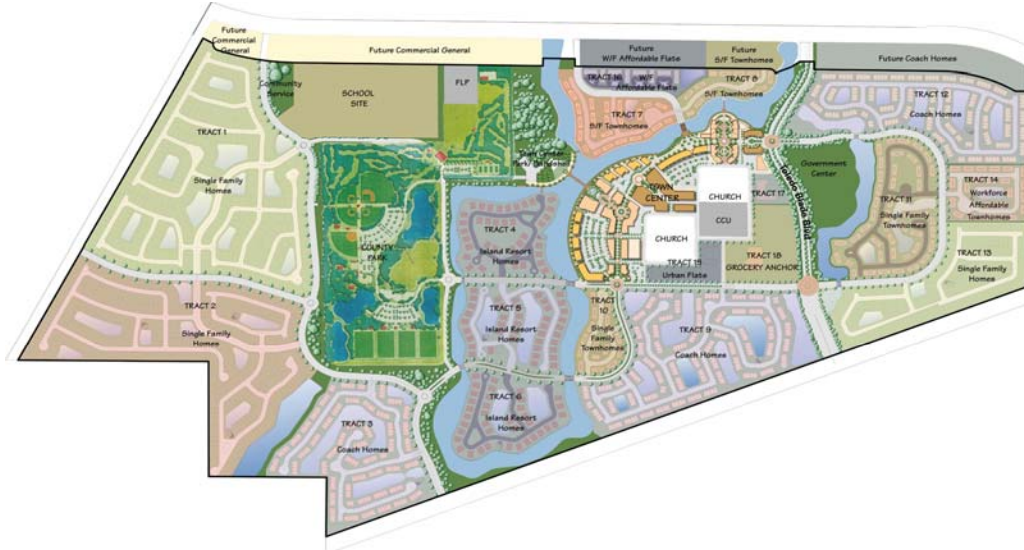 Future
Commercial
General
Future Commercial General
Future
W/F Affordable Flats
Future
S/F Townhomes
Future Coach Homes
Community
Service
SCHOOL
SITE
FLP
TRACT 16
W/F
Affordable Flats
TRACT 8
S/F Townhomes
TRACT 7
S/F Townhomes
TRACT 12
Coach Homes
TRACT 1
Single Family
Homes
Government
Center
Toledo Blade Blvd
TRACT 14
Workforce
Affordable
Townhomes
TOWN
CENTER
CHURCH
TRACT 17
CCU
TRACT 11
Single Family
Townhomes
TRACT 4
Island Resort
Homes
COUNTY
PARK
CHURCH
TRACT 15
Urban Flats
TRACT 18
GROCERY ANCHOR
TRACT 13
Single Family
Homes
TRACT 2
Single Family
Homes
TRACT 5
Island Resort
Homes
TRACT
10
Single
Family
Townhomes
TRACT 9
Coach Homes
TRACT 6
Island Resort
Homes
TRACT 3
Coach Homes